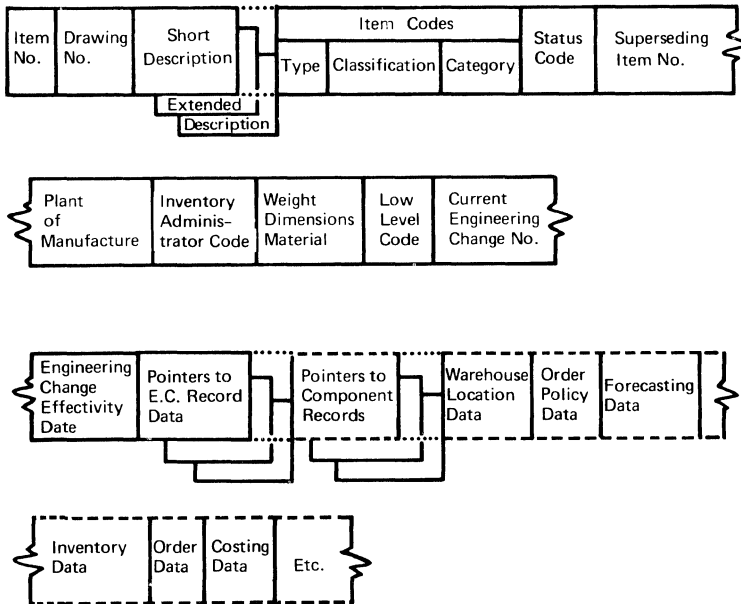 Item No.
Drawing No.
Short Description
Extended
Description
Item Codes
Type
Classification
Category
Status Code
Superseding Item No.
Plant of Manufacture
Inventory Adminis- trator Code
Weight Dimensions Material
Low Level Code
Current Engineering Change No.
Engineering Change Effectivity Date
Pointers to E.C. Record Data
Pointers to Component Records
Warehouse Location Data
Order Policy Data
Forecasting Data
Inventory Data
Order Data
Costing Data
Etc.